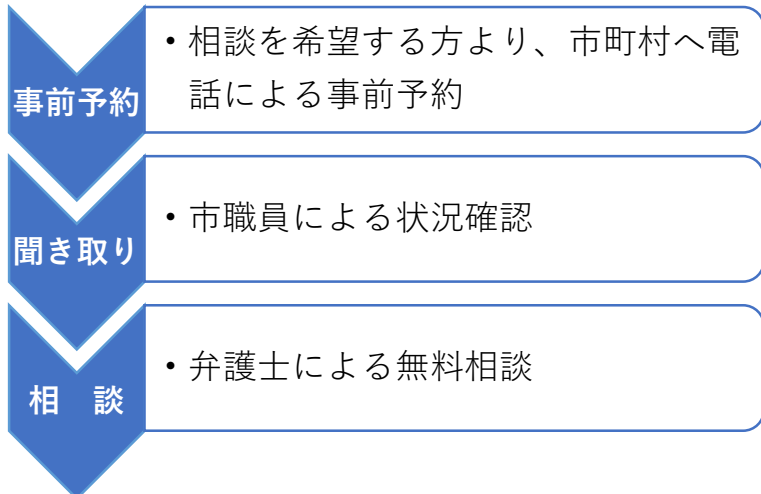 事前予約
・相談を希望する方より、市町村へ電
話による事前予約
聞き取り
・市職員による状況確認
相　談
・弁護士による無料相談